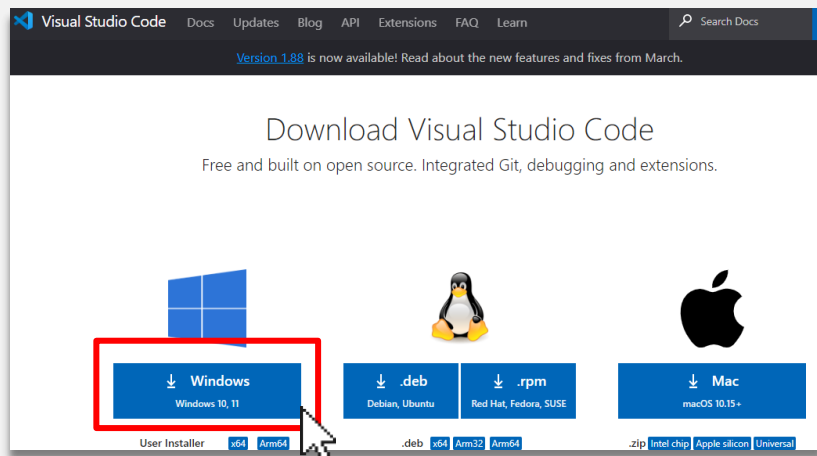 Visual Studio Code Docs Updates Blog API Extensions FAQ Learn Search Docs
Version 1.88 is now available! Read about the new features and fixes from March.
Download Visual Studio Code
Free and built on open source. Integrated Git, debugging and extensions.
Windows .deb .rpm Mac
Windows 10, 11 Debian, Ubuntu Red Hat, Fedora, SUSE macOS 10.15+
User Installer x64 Arm64 .deb x64 Arm32 Arm64 .zip Intel chip Apple silicon Universal